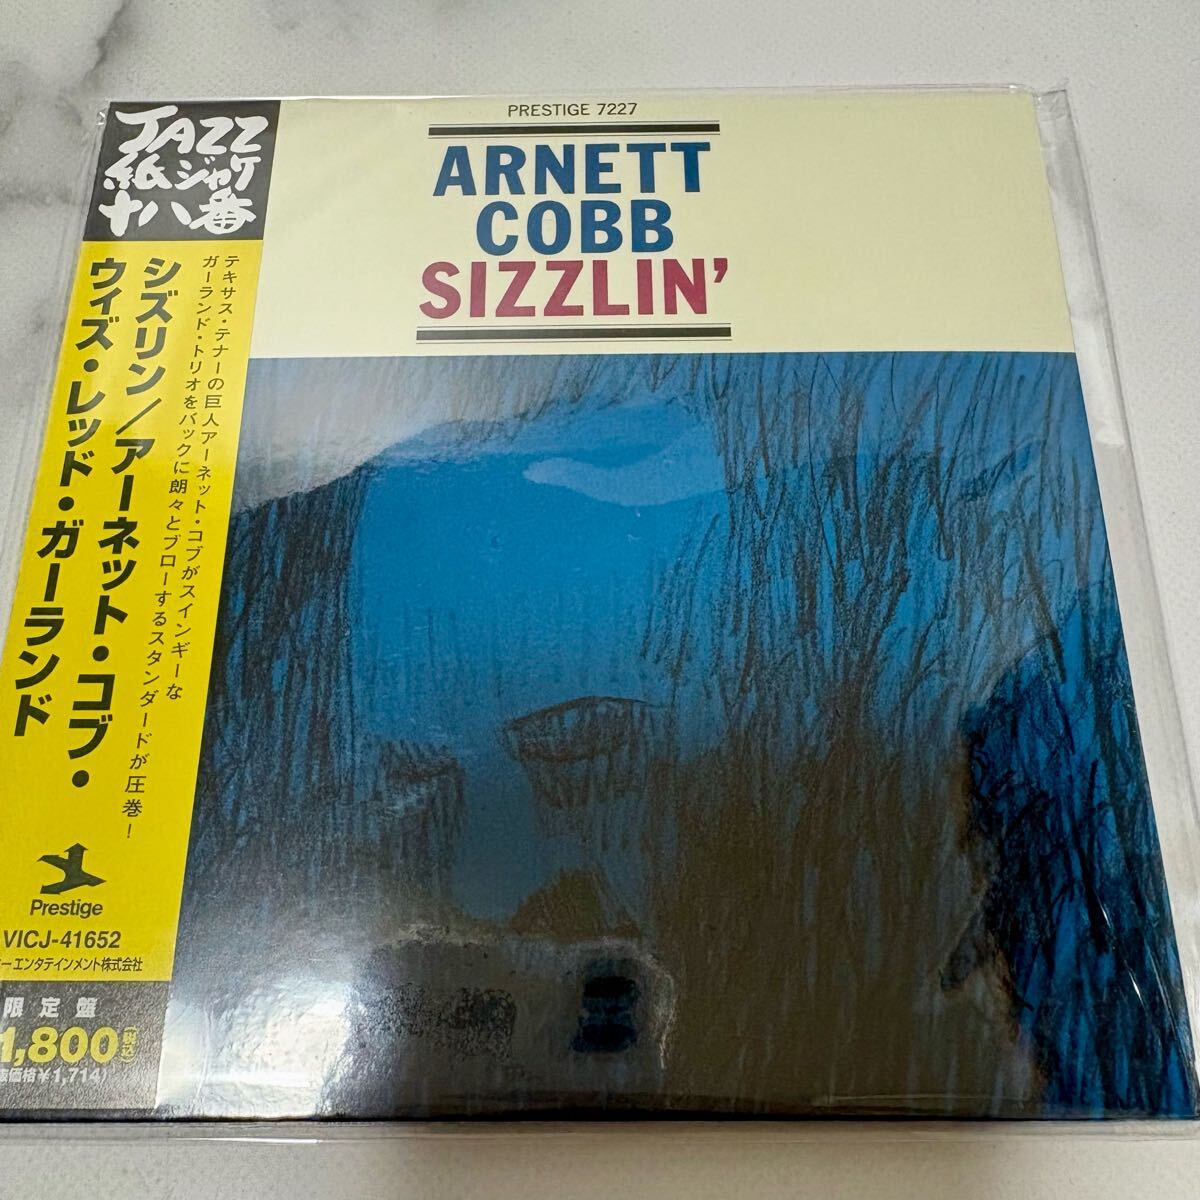 JAZZ
紙ジャケ
十八番
テキサス・テナーの巨人アーネット・コブがスインギーな
ガーランド・トリオをバックに朗々とブローするスタンダードが圧巻!
シズリン/アーネット・コブ・
ウィズ・レッド・ガーランド
Prestige
VICJ-41652
ーエンタテインメント株式会社
限定盤
1,800(税込)
価格¥1,714)
PRESTIGE 7227
ARNETT
COBB
SIZZLIN'